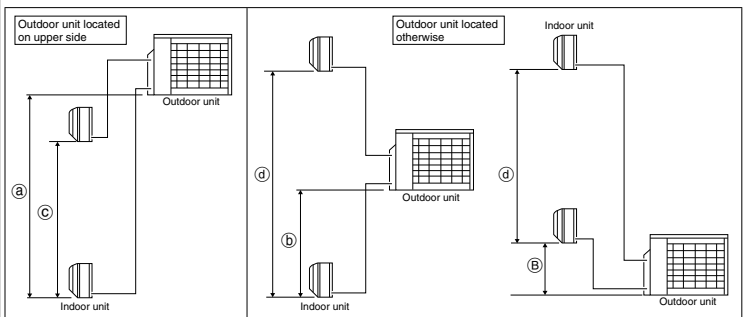 Outdoor unit located
on upper side
Outdoor unit
ⓐ
ⓒ
Indoor unit
Outdoor unit located
otherwise
ⓓ
ⓑ
Outdoor unit
Indoor unit
Indoor unit
ⓓ
Ⓑ
Outdoor unit